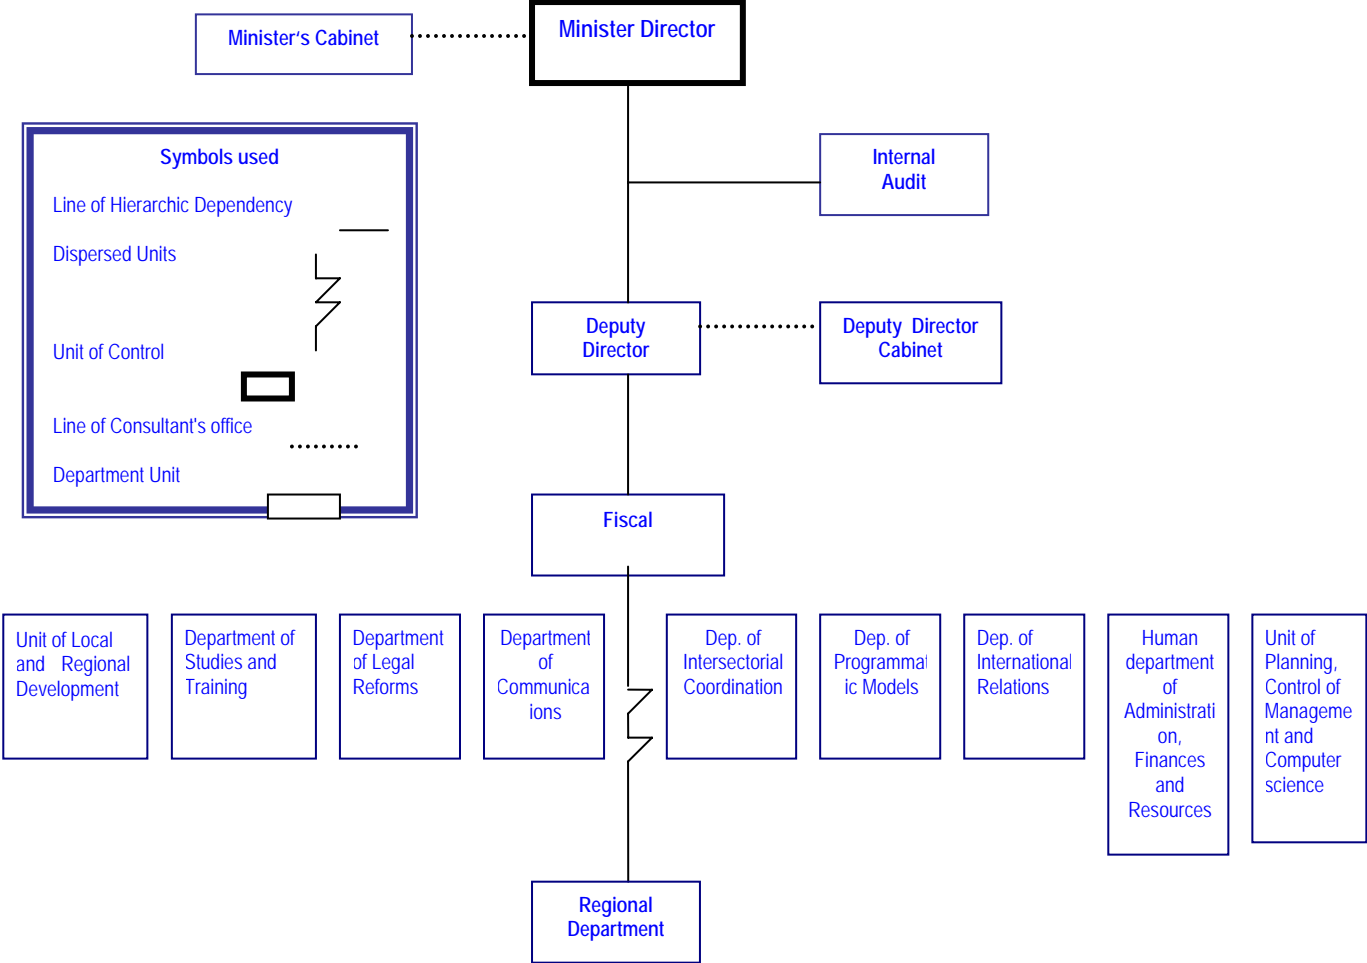 Minister's Cabinet
Minister Director
Symbols used
Line of Hierarchic Dependency
Dispersed Units
Unit of Control
Line of Consultant's office
Department Unit
Internal
Audit
Deputy
Director
Deputy Director
Cabinet
Fiscal
Unit of Local
and Regional
Development
Department of
Studies and
Training
Department
of Legal
Reforms
Department
of
Communica
ions
Dep. of
Intersectorial
Coordination
Dep. of
Programmat
ic Models
Dep. of
International
Relations
Human
department
of
Administrati
on,
Finances
and
Resources
Unit of
Planning,
Control of
Manageme
nt and
Computer
science
Regional
Department